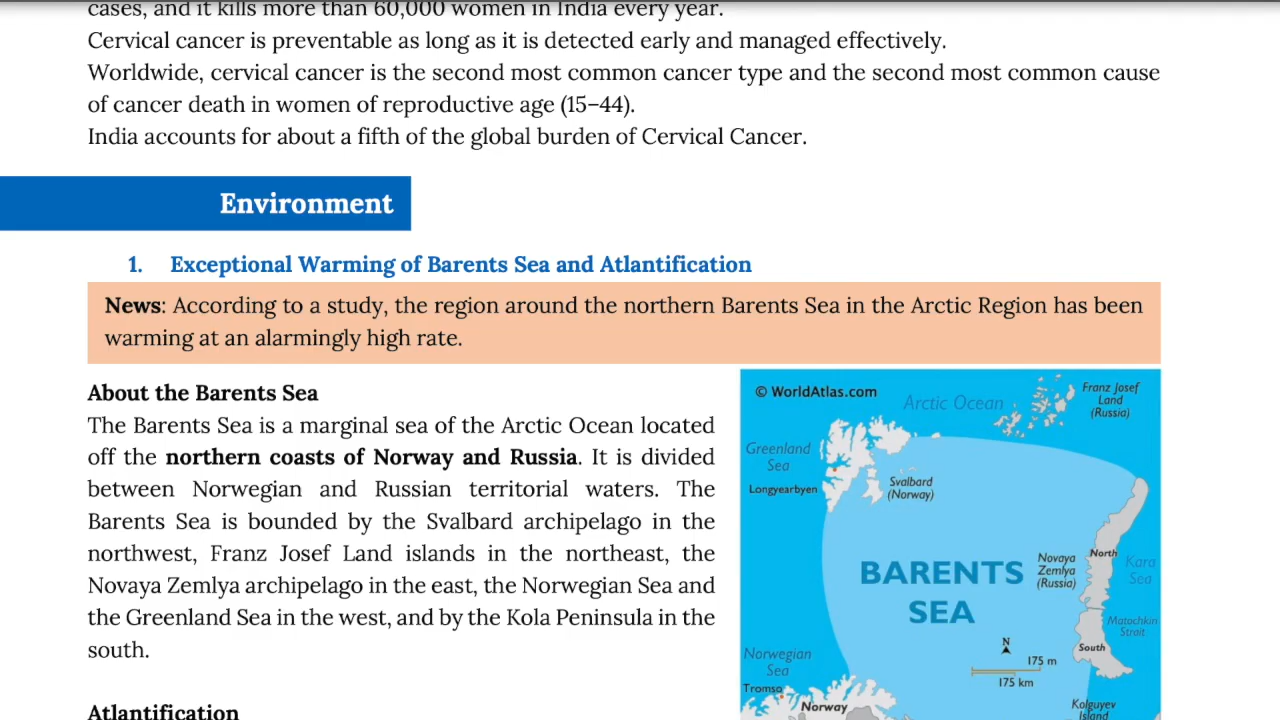 cases, and it kills more than 60,000 women in India every year.
Cervical cancer is preventable as long as it is detected early and managed effectively.
Worldwide, cervical cancer is the second most common cancer type and the second most common cause
of cancer death in women of reproductive age (15–44).
India accounts for about a fifth of the global burden of Cervical Cancer.
Environment
1. Exceptional Warming of Barents Sea and Atlantification
News: According to a study, the region around the northern Barents Sea in the Arctic Region has been
warming at an alarmingly high rate.
About the Barents Sea
The Barents Sea is a marginal sea of the Arctic Ocean located
off the northern coasts of Norway and Russia. It is divided
between Norwegian and Russian territorial waters. The
Barents Sea is bounded by the Svalbard archipelago in the
northwest, Franz Josef Land islands in the northeast, the
Novaya Zemlya archipelago in the east, the Norwegian Sea and
the Greenland Sea in the west, and by the Kola Peninsula in the
south.
Atlantification
© WorldAtlas.com
Arctic Ocean
Franz Josef
Land
(Russia)
Greenland
Sea
Longyearbyen
Svalbard
(Norway)
BARENTS
SEA
Novaya
Zemlya
(Russia)
North
Kara
Sea
Matochkin
Strait
South
N
175 m
175 km
Norwegian
Sea
Tromsø
Norway
Kolguyev
Island